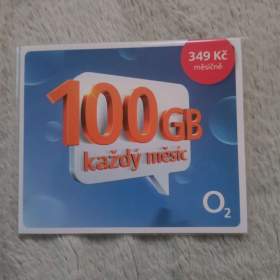 349 Kč
měsíčně
100GB
každý měsíc
O2